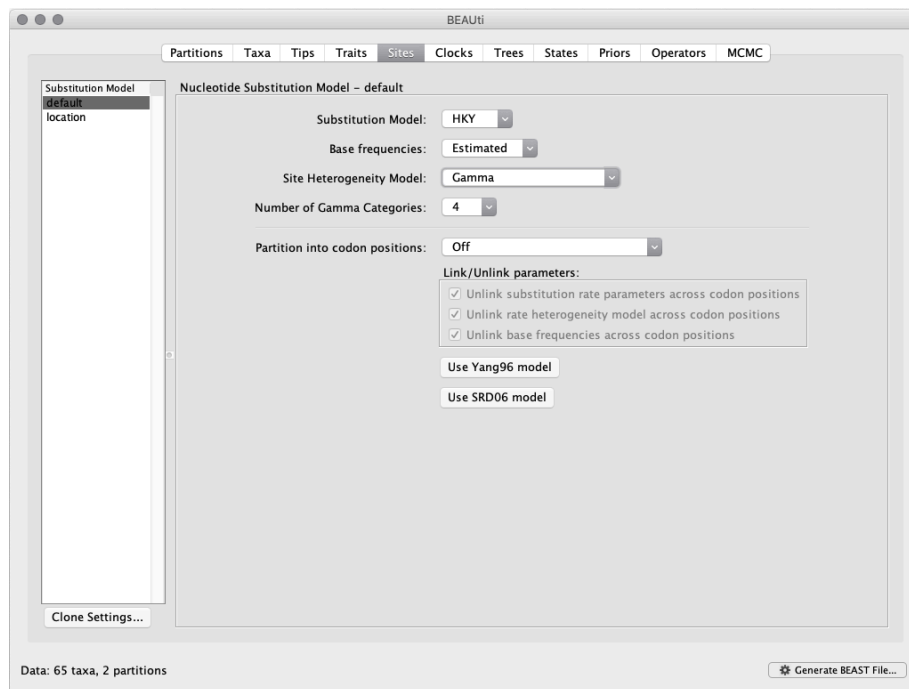 BEAUti
Partitions Taxa Tips Traits Sites Clocks Trees States Priors Operators MCMC
Substitution Model
default
location
Nucleotide Substitution Model – default
Substitution Model: HKY
Base frequencies: Estimated
Site Heterogeneity Model: Gamma
Number of Gamma Categories: 4
Partition into codon positions: Off
Link/Unlink parameters:
Unlink substitution rate parameters across codon positions
Unlink rate heterogeneity model across codon positions
Unlink base frequencies across codon positions
Use Yang96 model
Use SRD06 model
Clone Settings...
Data: 65 taxa, 2 partitions
Generate BEAST File...